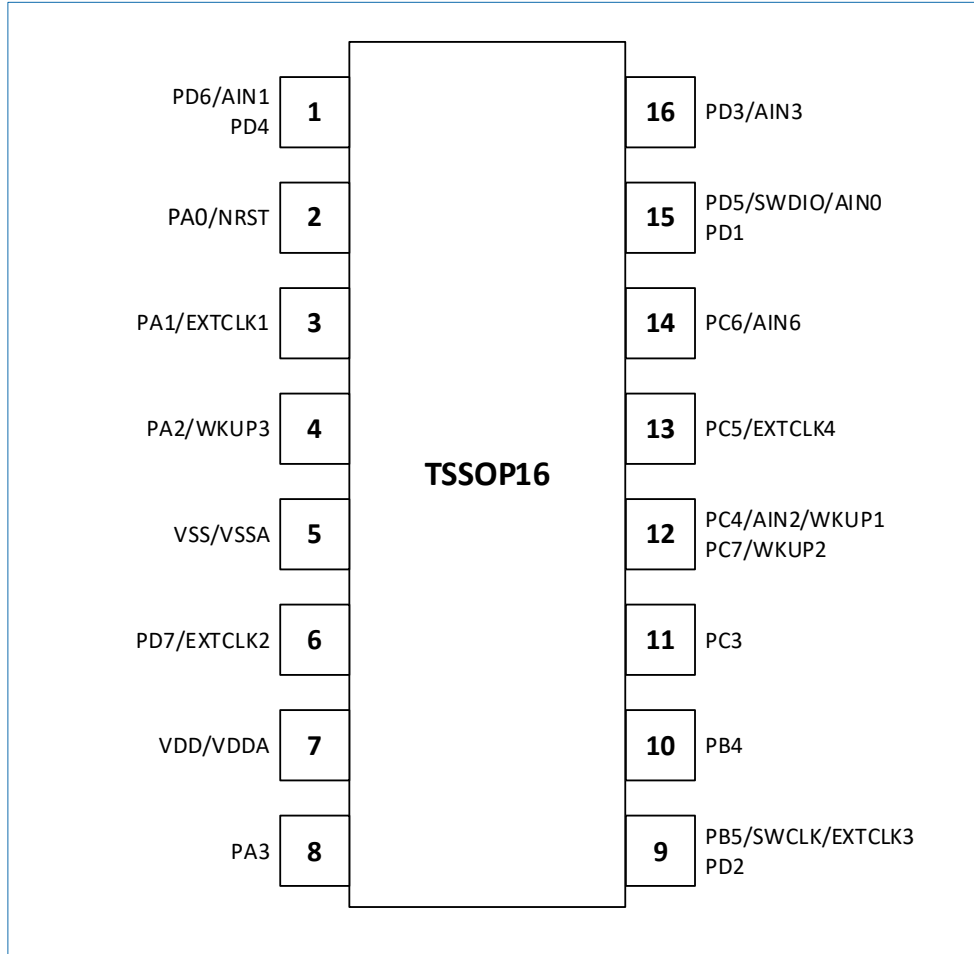 PD6/AIN1
PD4
1
PA0/NRST
2
PA1/EXTCLK1
3
PA2/WKUP3
4
VSS/VSSA
5
PD7/EXTCLK2
6
VDD/VDDA
7
PA3
8
TSSOP16
16
PD3/AIN3
15
PD5/SWDIO/AIN0
PD1
14
PC6/AIN6
13
PC5/EXTCLK4
12
PC4/AIN2/WKUP1
PC7/WKUP2
11
PC3
10
PB4
9
PB5/SWCLK/EXTCLK3
PD2